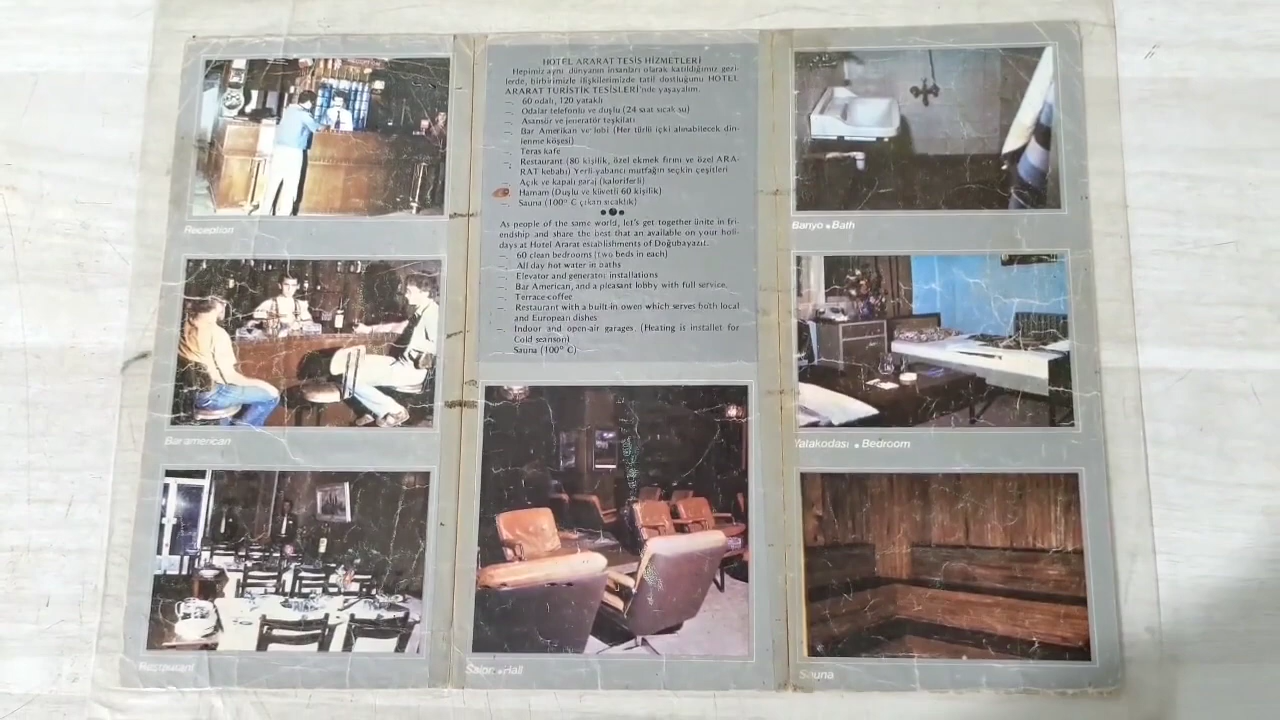 Reception
Bar american
Restaurant
HOTEL ARARAT TESİS HİZMETLERİ
Hepimiz aynı dünyanın insanları olarak katıldığımız gezi-
lerde, birbirimizle ilişkilerimizde tatil dostluğunu HOTEL
ARARAT TURİSTİK TESİSLERİ'nde yaşayalım.
— 60 odalı, 120 yataklı
— Odalar telefonlu ve duşlu (24 saat sıcak su)
— Asansör ve jeneratör teşkilatı
— Bar Amerikan ve lobi (Her türlü içki alınabilecek din-
lenme köşesi)
— Teras kafe
— Restaurant (80 kişilik, özel ekmek fırını ve özel ARA-
RAT kebabı) Yerli-yabancı mutfağın seçkin çeşitleri
— Açık ve kapalı garaj (kaloriferli)
— Hamam (Duşlu ve küvetli 60 kişilik)
— Sauna (100° C çıkan sıcaklık)
As people of the same world, let's get together ünite in fri-
endship and share the best that an available on your holi-
days at Hotel Ararat establishments of Doğubayazıt.
— 60 clean bedrooms (two beds in each)
— All day hot water in baths
— Elevator and generator installations
— Bar American, and a pleasant lobby with full service.
— Terrace-coffee
— Restaurant with a built-in owen which serves both local
and European dishes
— Indoor and open-air garages. (Heating is installet for
Cold seanson)
Sauna (100° C)
Salon • Hall
Banyo • Bath
Yatakodası • Bedroom
Sauna